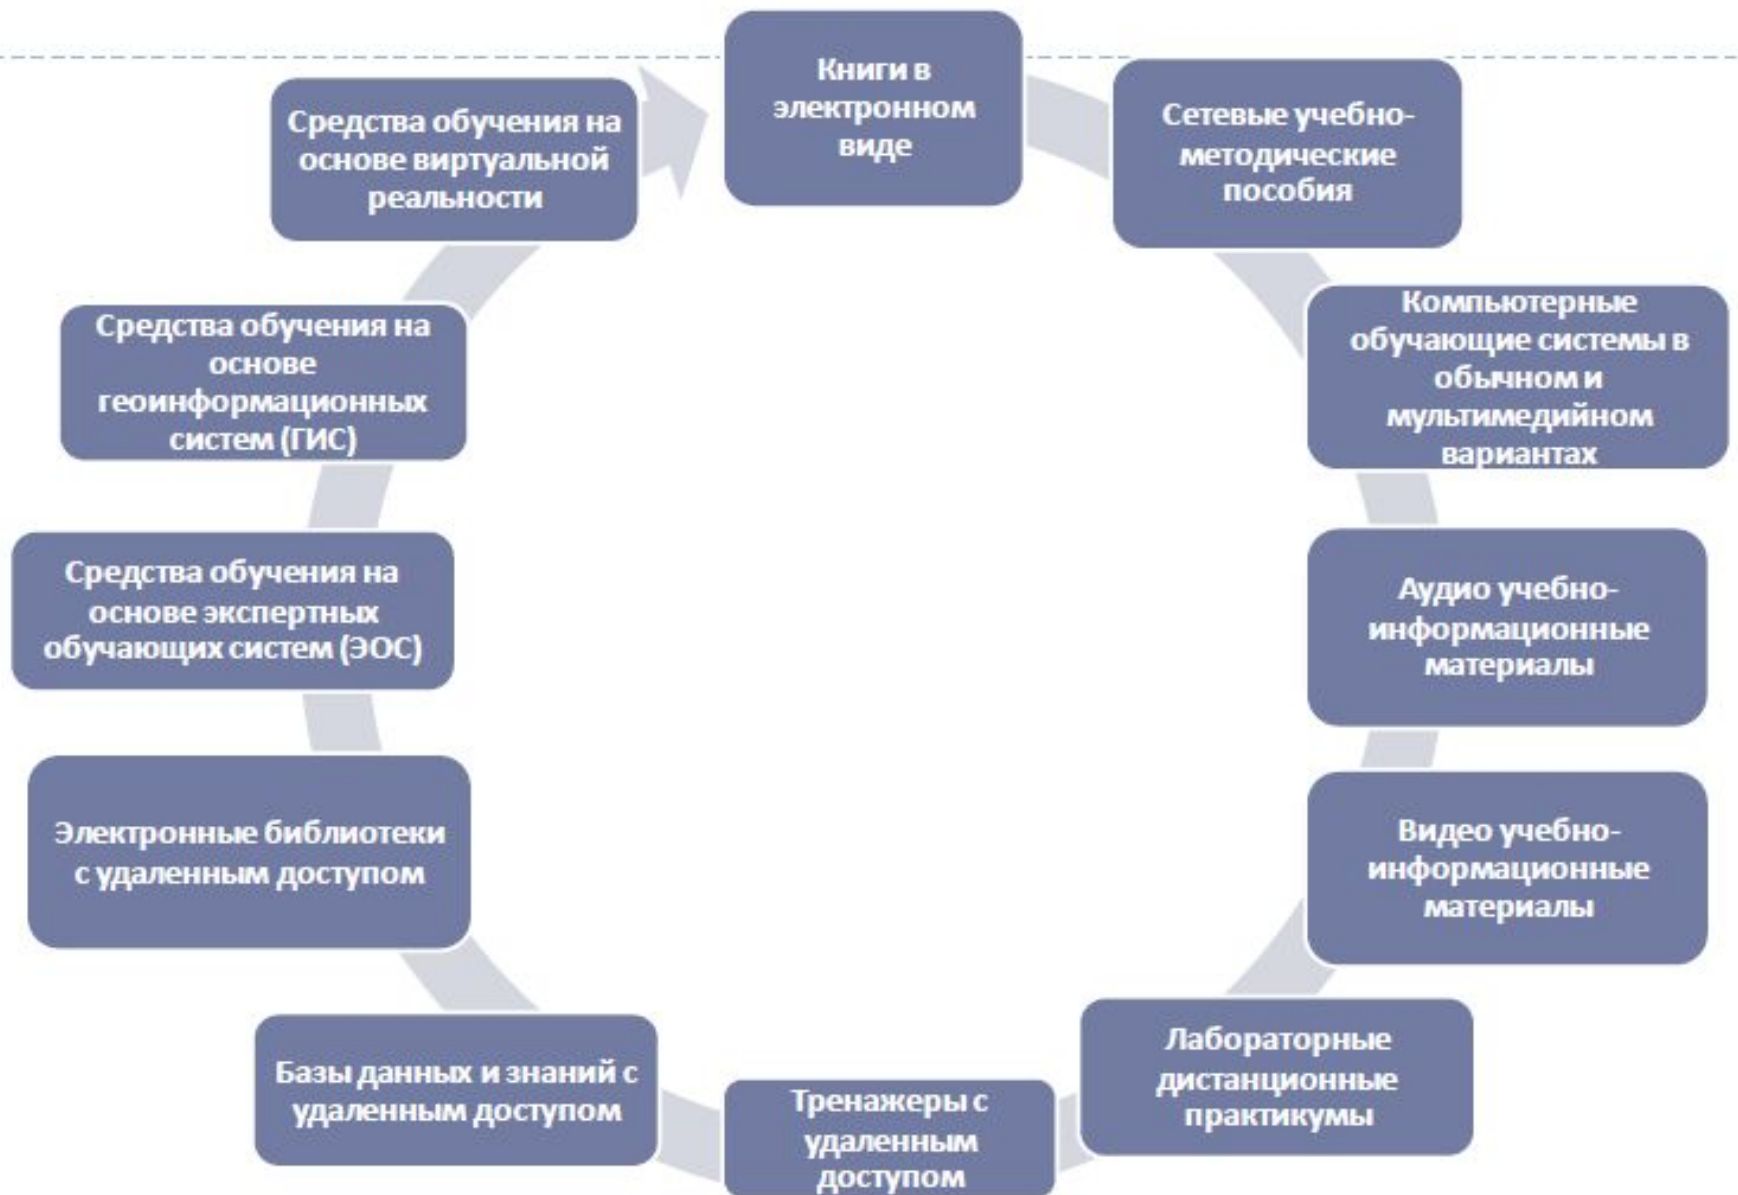 Книги в
электронном
виде
Сетевые учебно-
методические
пособия
Компьютерные
обучающие системы в
обычном и
мультимедийном
вариантах
Аудио учебно-
информационные
материалы
Видео учебно-
информационные
материалы
Лабораторные
дистанционные
практикумы
Тренажеры с
удаленным
доступом
Базы данных и знаний с
удаленным доступом
Электронные библиотеки
с удаленным доступом
Средства обучения на
основе экспертных
обучающих систем (ЭОС)
Средства обучения на
основе
геоинформационных
систем (ГИС)
Средства обучения на
основе виртуальной
реальности